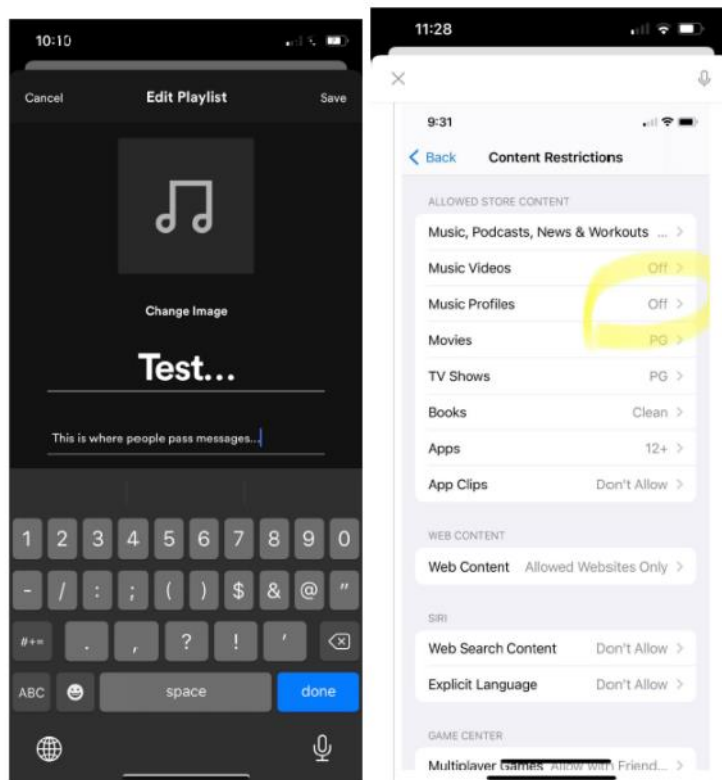 10:10
Cancel Edit Playlist Save
Change Image
Test...
This is where people pass messages...
1 2 3 4 5 6 7 8 9 0
- / : ; ( ) $ & @ "
#+= . , ? ! '
ABC space done
11:28
9:31
Back Content Restrictions
ALLOWED STORE CONTENT
Music, Podcasts, News & Workouts ...
Music Videos Off
Music Profiles Off
Movies PG
TV Shows PG
Books Clean
Apps 12+
App Clips Don't Allow
WEB CONTENT
Web Content Allowed Websites Only
SIRI
Web Search Content Don't Allow
Explicit Language Don't Allow
GAME CENTER
Multiplayer Games Allow with Friend...